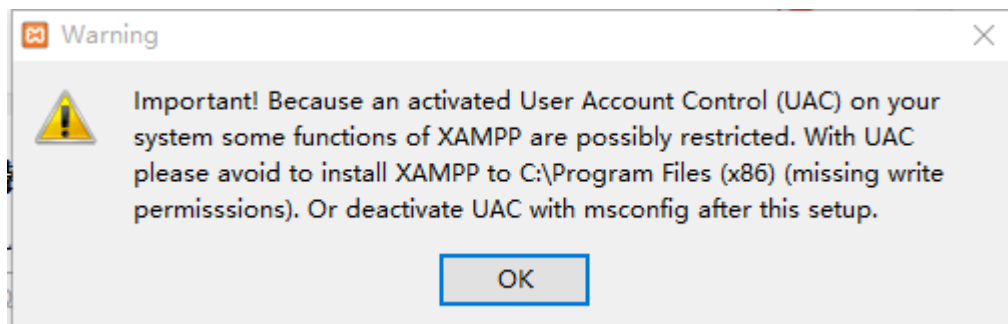 Warning
Important! Because an activated User Account Control (UAC) on your
system some functions of XAMPP are possibly restricted. With UAC
please avoid to install XAMPP to C:\Program Files (x86) (missing write
permisssions). Or deactivate UAC with msconfig after this setup.
OK